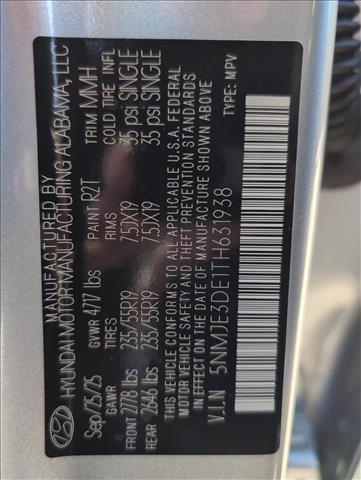 MANUFACTURED BY
HYUNDAI MOTOR MANUFACTURING ALABAMA, LLC
Sep/25/25 GVWR 4717 lbs PAINT R2T TRIM MMH
GAWR TIRES RIMS COLD TIRE INFL
FRONT 2778 lbs 235/55R19 7.5JX19 35 psi SINGLE
REAR 2646 lbs 235/55R19 7.5JX19 35 psi SINGLE
THIS VEHICLE CONFORMS TO ALL APPLICABLE U.S.A. FEDERAL
MOTOR VEHICLE SAFETY AND THEFT PREVENTION
STANDARDS IN EFFECT ON THE DATE OF MANUFACTURE SHOWN ABOVE
V.I.N 5NMJE3DE1TH631938 TYPE: MPV